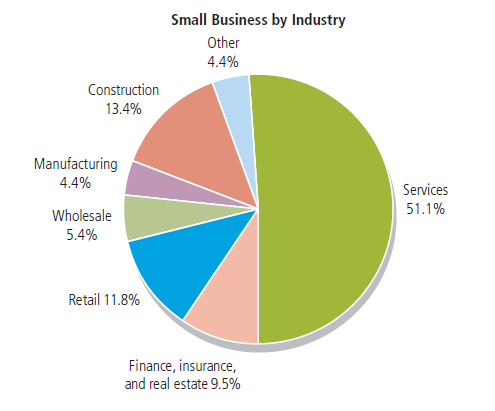 Small Business by Industry
Other
4.4%
Construction
13.4%
Manufacturing
4.4%
Services
51.1%
Wholesale
5.4%
Retail 11.8%
Finance, insurance,
and real estate 9.5%